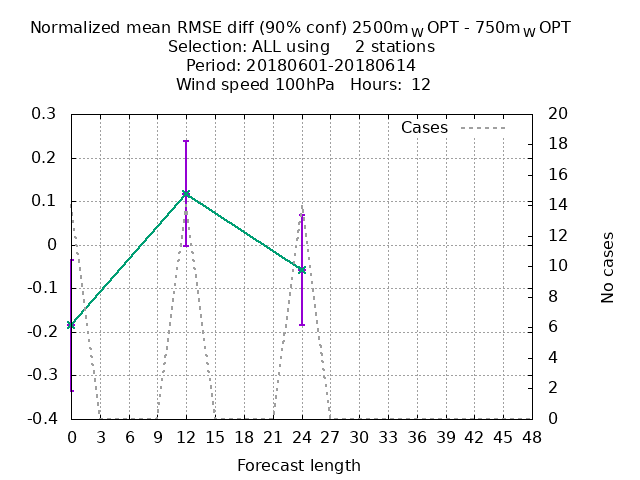 Normalized mean RMSE diff (90% conf) 2500m_W OPT - 750m_W OPT
Selection: ALL using 2 stations
Period: 20180601-20180614
Wind speed 100hPa Hours: 12
Cases
0.3
0.2
0.1
0
-0.1
-0.2
-0.3
-0.4
20
18
16
14
12
10
8
6
4
2
0
No cases
0 3 6 9 12 15 18 21 24 27 30 33 36 39 42 45 48
Forecast length